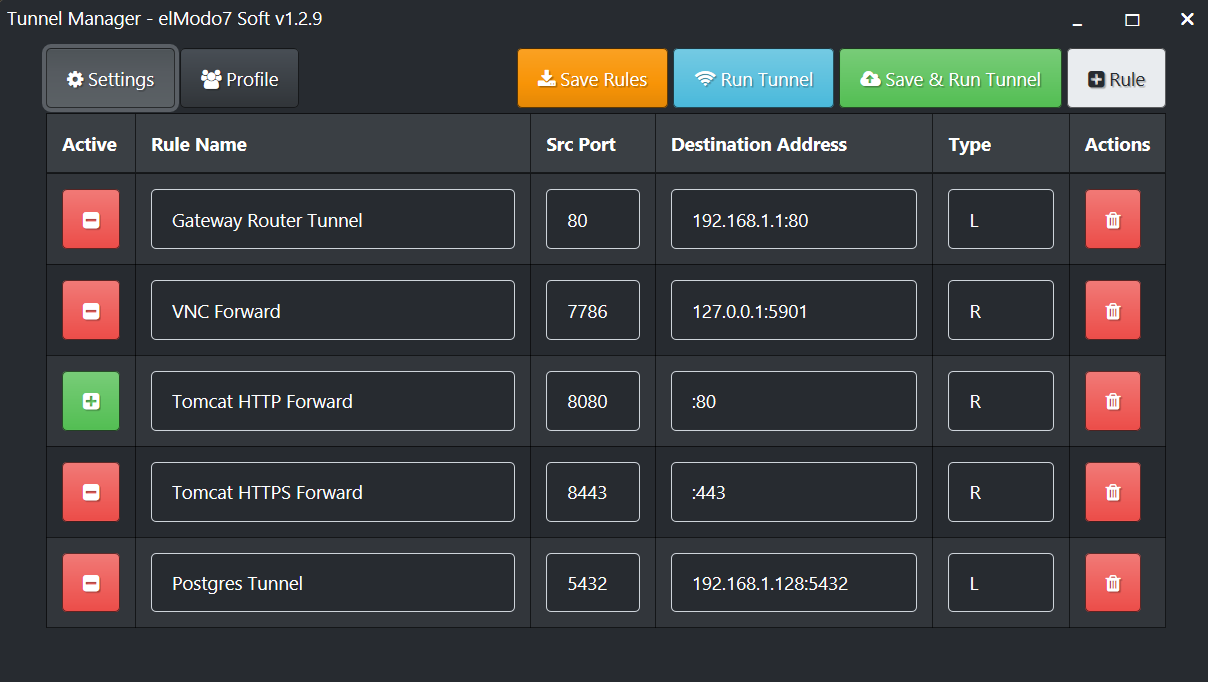 Tunnel Manager - elModo7 Soft v1.2.9
Settings Profile Save Rules Run Tunnel Save & Run Tunnel Rule
Active Rule Name Src Port Destination Address Type Actions
Gateway Router Tunnel 80 192.168.1.1:80 L
VNC Forward 7786 127.0.0.1:5901 R
Tomcat HTTP Forward 8080 :80 R
Tomcat HTTPS Forward 8443 :443 R
Postgres Tunnel 5432 192.168.1.128:5432 L